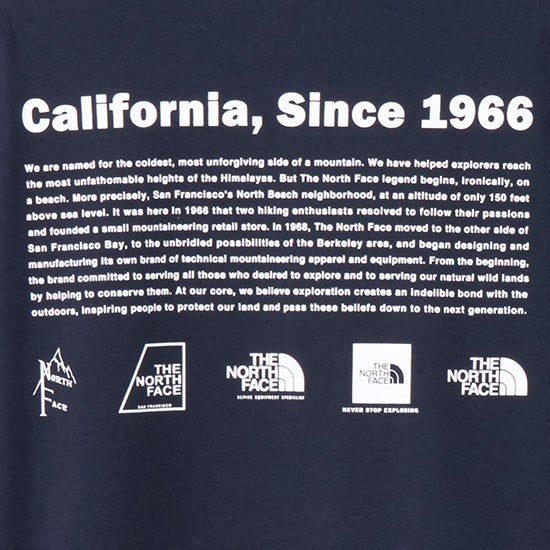 California, Since 1966
We are named for the coldest, most unforgiving side of a mountain. We have helped explorers reach
the most unfathomable heights of the Himalayas. But The North Face legend begins, ironically, on
a beach. More precisely, San Francisco's North Beach neighborhood, at an altitude of only 150 feet
above sea level. It was here in 1966 that two hiking enthusiasts resolved to follow their passions
and founded a small mountaineering retail store. In 1968, The North Face moved to the other side of
San Francisco Bay, to the unbridled possibilities of the Berkeley area, and began designing and
manufacturing its own brand of technical mountaineering apparel and equipment. From the beginning,
the brand committed to serving all those who desired to explore and to serving our natural wild lands
by helping to conserve them. At our core, we believe exploration creates an indelible bond with the
outdoors, inspiring people to protect our land and pass these beliefs down to the next generation.
North
Face
THE
NORTH
FACE
SAN FRANCISCO
THE
NORTH
FACE
ALPINE EQUIPMENT SPECIALIST
THE
NORTH
FACE
NEVER STOP EXPLORING
THE
NORTH
FACE